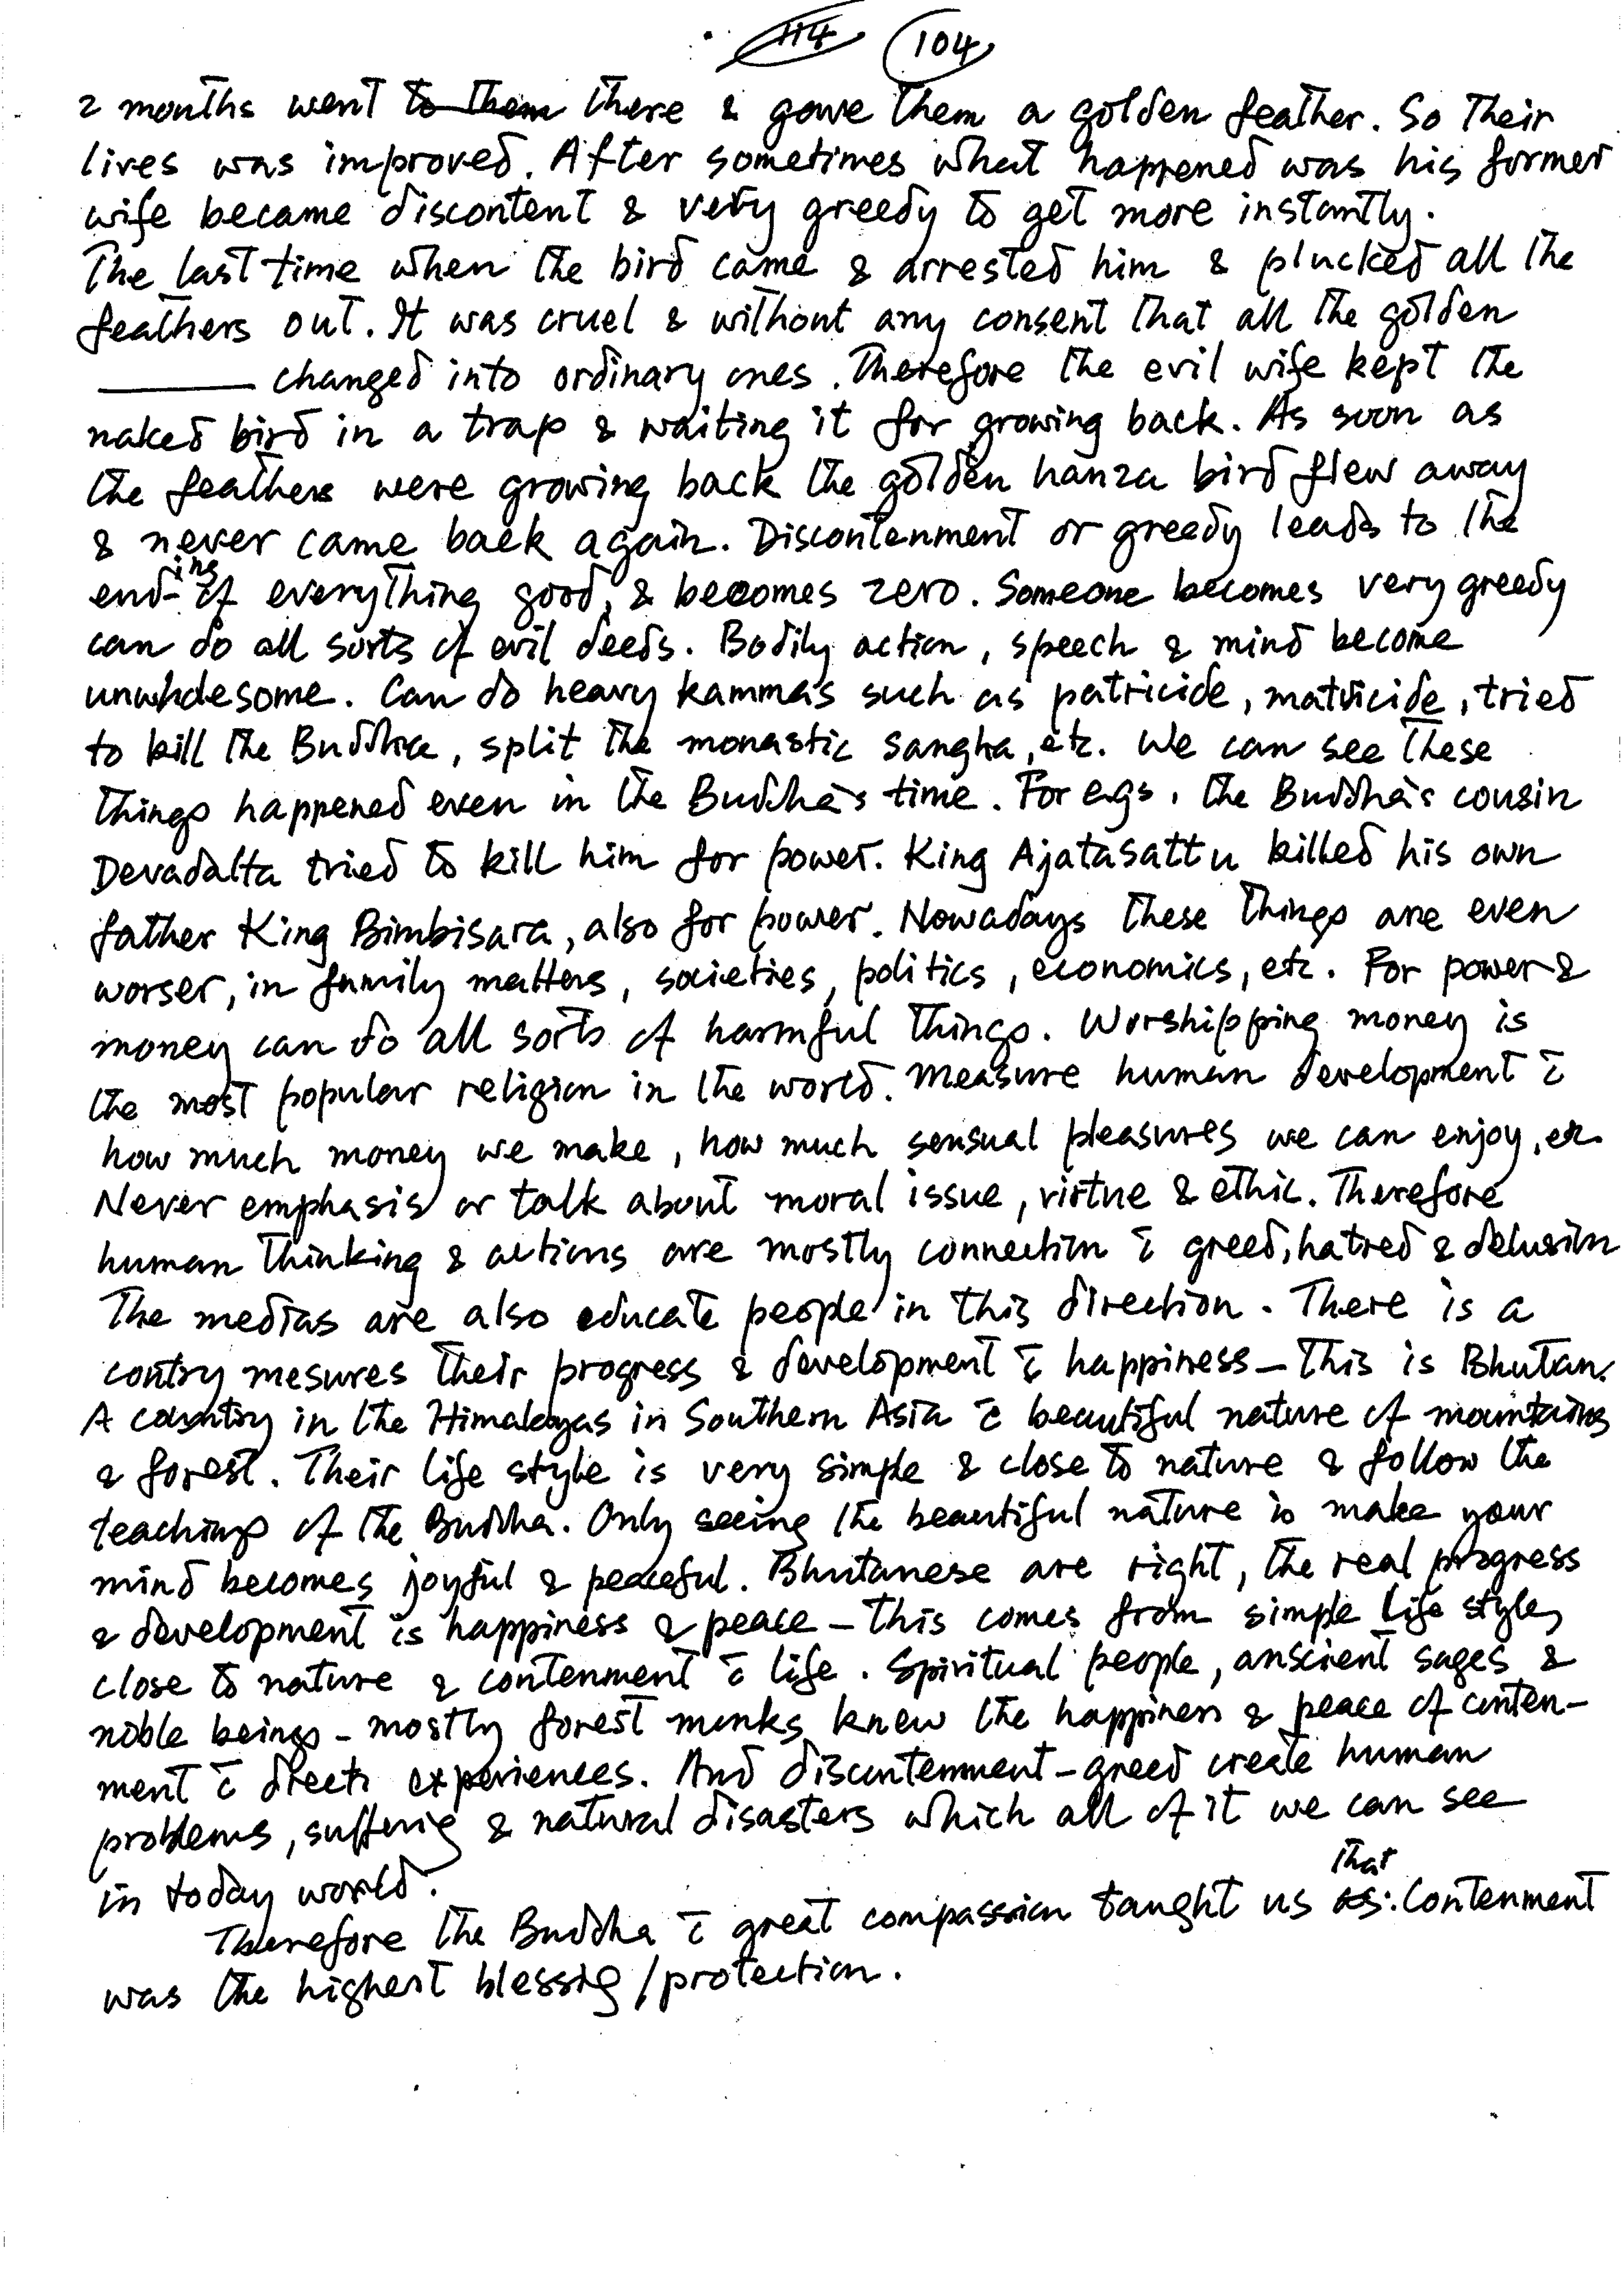 114 104
2 months went to them there & gave them a golden feather. So their
lives was improved. After sometimes what happened was his former
wife became discontent & very greedy to get more instantly.
The last time when the bird came & arrested him & plucked all the
feathers out. It was cruel & without any consent that all the golden
______ changed into ordinary ones. Therefore the evil wife kept the
naked bird in a trap & waiting it for growing back. As soon as
the feathers were growing back the golden hanza bird flew away
& never came back again. Discontenment or greedy leads to the
end-ing of everything good, & becomes zero. Someone becomes very greedy
can do all sorts of evil deeds. Bodily action, speech & mind become
unwholesome. Can do heavy kammas such as patricide, matricide, tried
to kill the Buddha, split the monastic sangha, etc. We can see these
things happened even in the Buddha's time. For egs, the Buddha's cousin
Devadatta tried to kill him for power. King Ajatasattu killed his own
father King Bimbisara, also for power. Nowadays these things are even
worser, in family matters, societies, politics, economics, etc. For power &
money can do all sorts of harmful things. Worshipping money is
the most popular religion in the world. Measure human development c̄
how much money we make, how much sensual pleasures we can enjoy, etc.
Never emphasis or talk about moral issue, virtue & ethic. Therefore
human thinking & actions are mostly connection c̄ greed, hatred & delusion
The medias are also educate people in this direction. There is a
contry mesures their progress & development c̄ happiness – this is Bhutan.
A country in the Himalayas in Southern Asia c̄ beautiful nature of mountains
& forest. Their life style is very simple & close to nature & follow the
teachings of the Buddha. Only seeing the beautiful nature is make your
mind becomes joyful & peaceful. Bhutanese are right, the real progress
& development is happiness & peace – this comes from simple life style,
close to nature & contenment c̄ life. Spiritual people, anscient sages &
noble beings – mostly forest monks knew the happiness & peace of conten-
ment c̄ direct experiences. And discontenment – greed create human
problems, suffering & natural disasters which all of it we can see
in today world.
Therefore the Buddha c̄ great compassion taught us as: that Contenment
was the highest blessing/protection.